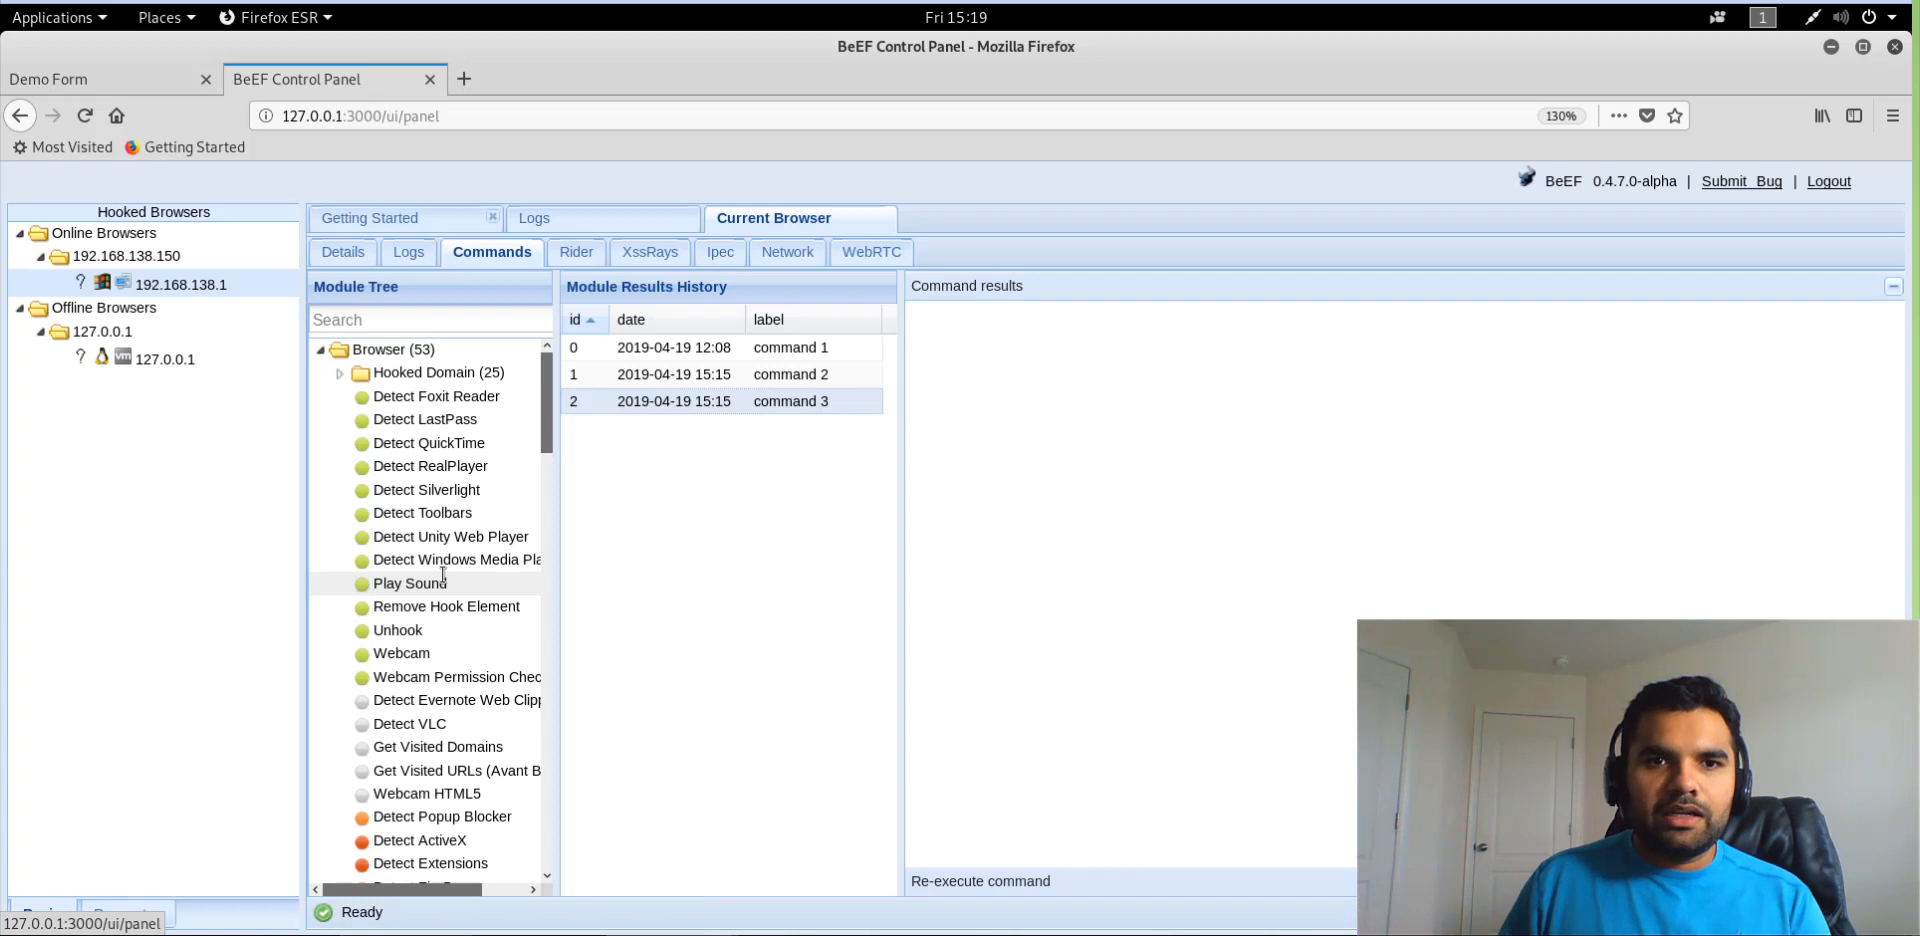 Applications Places Firefox ESR Fri 15:19 1
BeEF Control Panel - Mozilla Firefox
Demo Form BeEF Control Panel
127.0.0.1:3000/ui/panel 130%
Most Visited Getting Started
BeEF 0.4.7.0-alpha | Submit Bug | Logout
Hooked Browsers
Online Browsers
192.168.138.150
? 192.168.138.1
Offline Browsers
127.0.0.1
? vm 127.0.0.1
Getting Started Logs Current Browser
Details Logs Commands Rider XssRays Ipec Network WebRTC
Module Tree
Search
Browser (53)
Hooked Domain (25)
Detect Foxit Reader
Detect LastPass
Detect QuickTime
Detect RealPlayer
Detect Silverlight
Detect Toolbars
Detect Unity Web Player
Detect Windows Media Pla
Play Sound
Remove Hook Element
Unhook
Webcam
Webcam Permission Chec
Detect Evernote Web Clipp
Detect VLC
Get Visited Domains
Get Visited URLs (Avant B
Webcam HTML5
Detect Popup Blocker
Detect ActiveX
Detect Extensions
Module Results History
id date label
0 2019-04-19 12:08 command 1
1 2019-04-19 15:15 command 2
2 2019-04-19 15:15 command 3
Command results
Re-execute command
Ready
127.0.0.1:3000/ui/panel